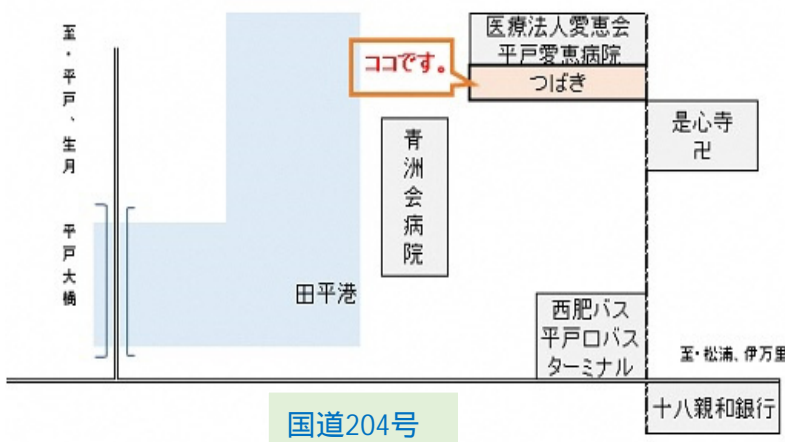 至・平戸、生月
平戸大橋
田平港
ココです。
医療法人愛恵会
平戸愛恵病院
つばき
是心寺
卍
青洲会病院
西肥バス
平戸口バス
ターミナル
至・松浦、伊万里
十八親和銀行
国道204号